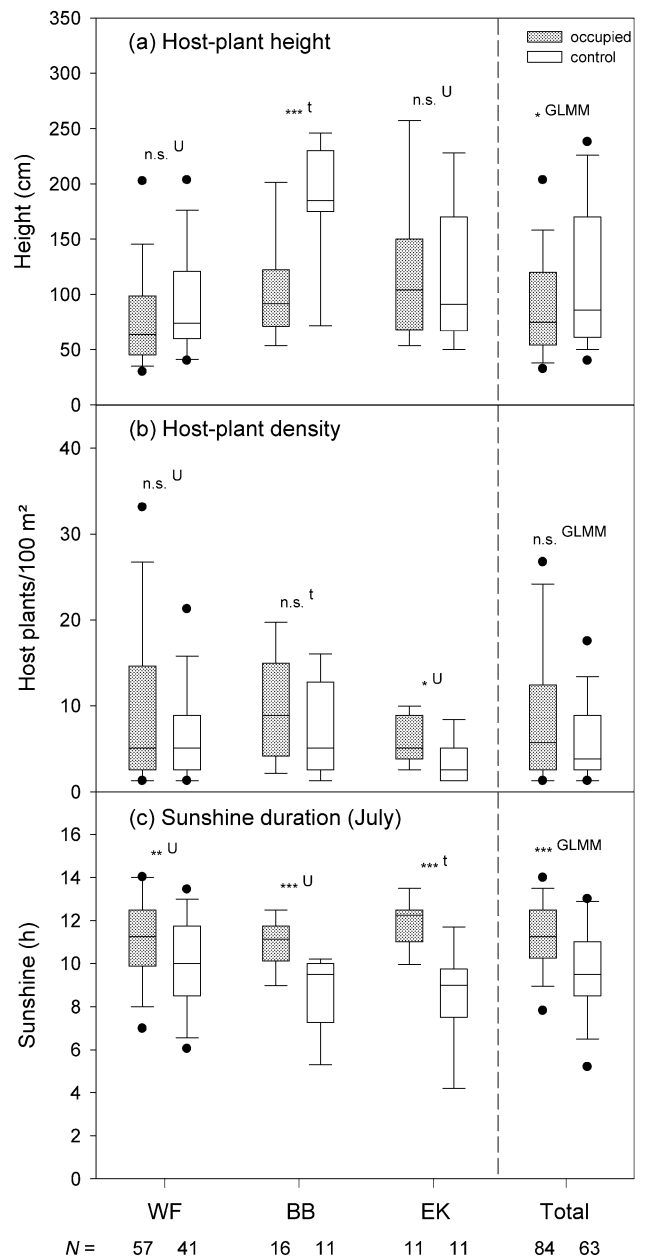 (a) Host-plant height
occupied
control
350
300
250
200
150
100
50
0
Height (cm)
n.s. U
*** t
n.s. U
* GLMM
(b) Host-plant density
40
30
20
10
0
Host plants/100 m²
n.s. U
n.s. t
* U
n.s. GLMM
(c) Sunshine duration (July)
16
14
12
10
8
6
4
2
0
Sunshine (h)
** U
*** U
*** t
*** GLMM
WF BB EK Total
N = 57 41 16 11 11 11 84 63